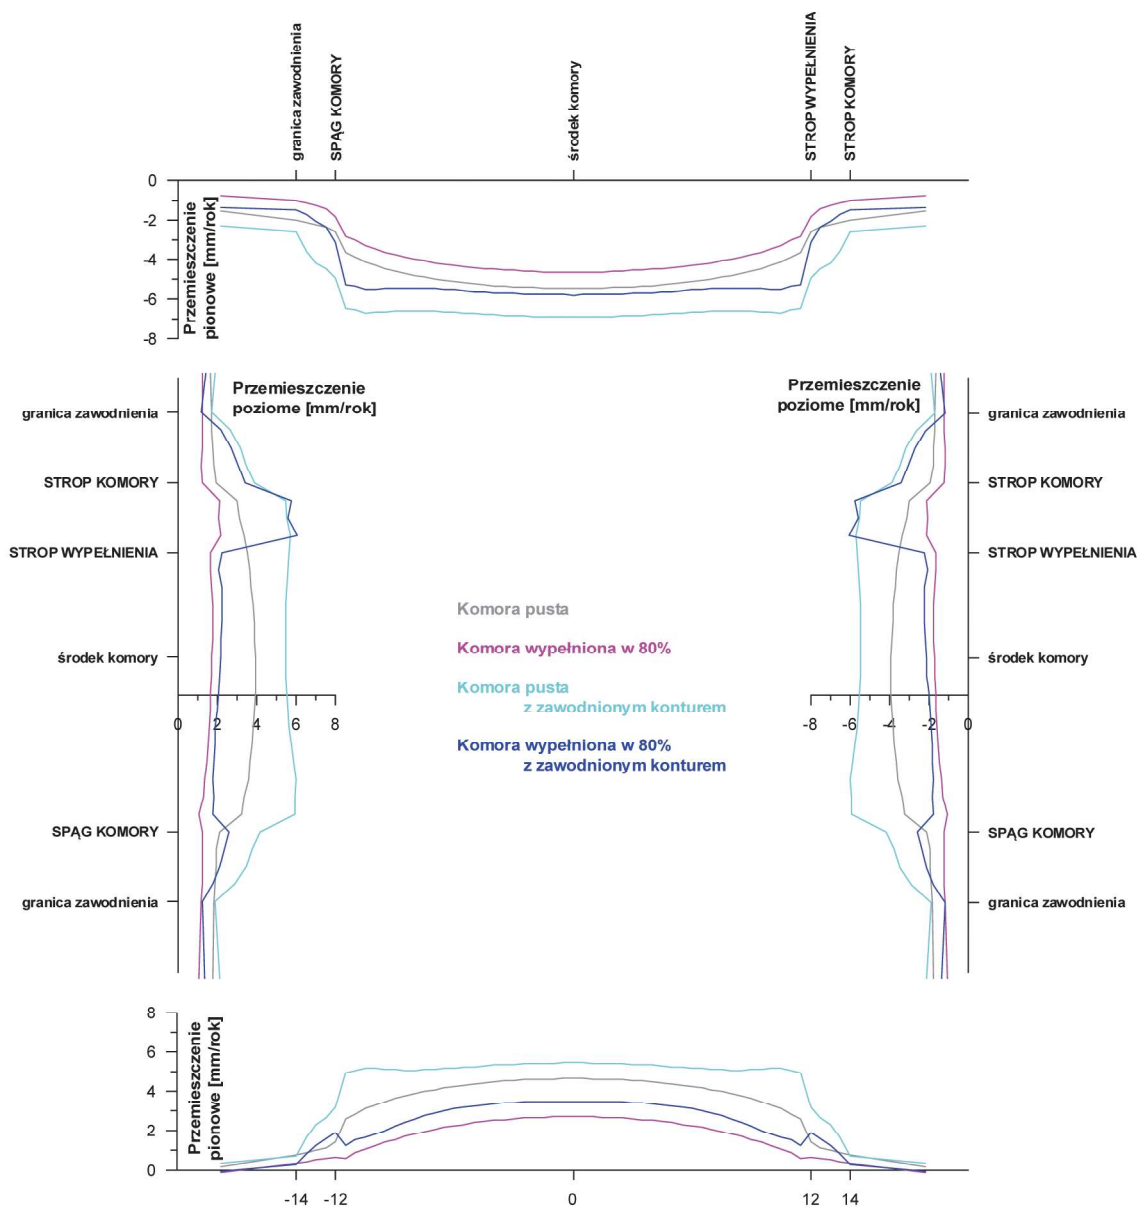 granica zawodnienia
SPĄG KOMORY
środek komory
STROP WYPEŁNIENIA
STROP KOMORY
0
-2
-4
-6
-8
Przemieszczenie
pionowe [mm/rok]
Przemieszczenie
poziome [mm/rok]
Przemieszczenie
poziome [mm/rok]
granica zawodnienia
granica zawodnienia
STROP KOMORY
STROP KOMORY
STROP WYPEŁNIENIA
STROP WYPEŁNIENIA
Komora pusta
Komora wypełniona w 80%
środek komory
środek komory
Komora pusta
z zawodnionym konturem
0 2 4 6 8
-8 -6 -4 -2 0
Komora wypełniona w 80%
z zawodnionym konturem
SPĄG KOMORY
SPĄG KOMORY
granica zawodnienia
granica zawodnienia
8
6
4
2
0
Przemieszczenie
pionowe [mm/rok]
-14 -12 0 12 14